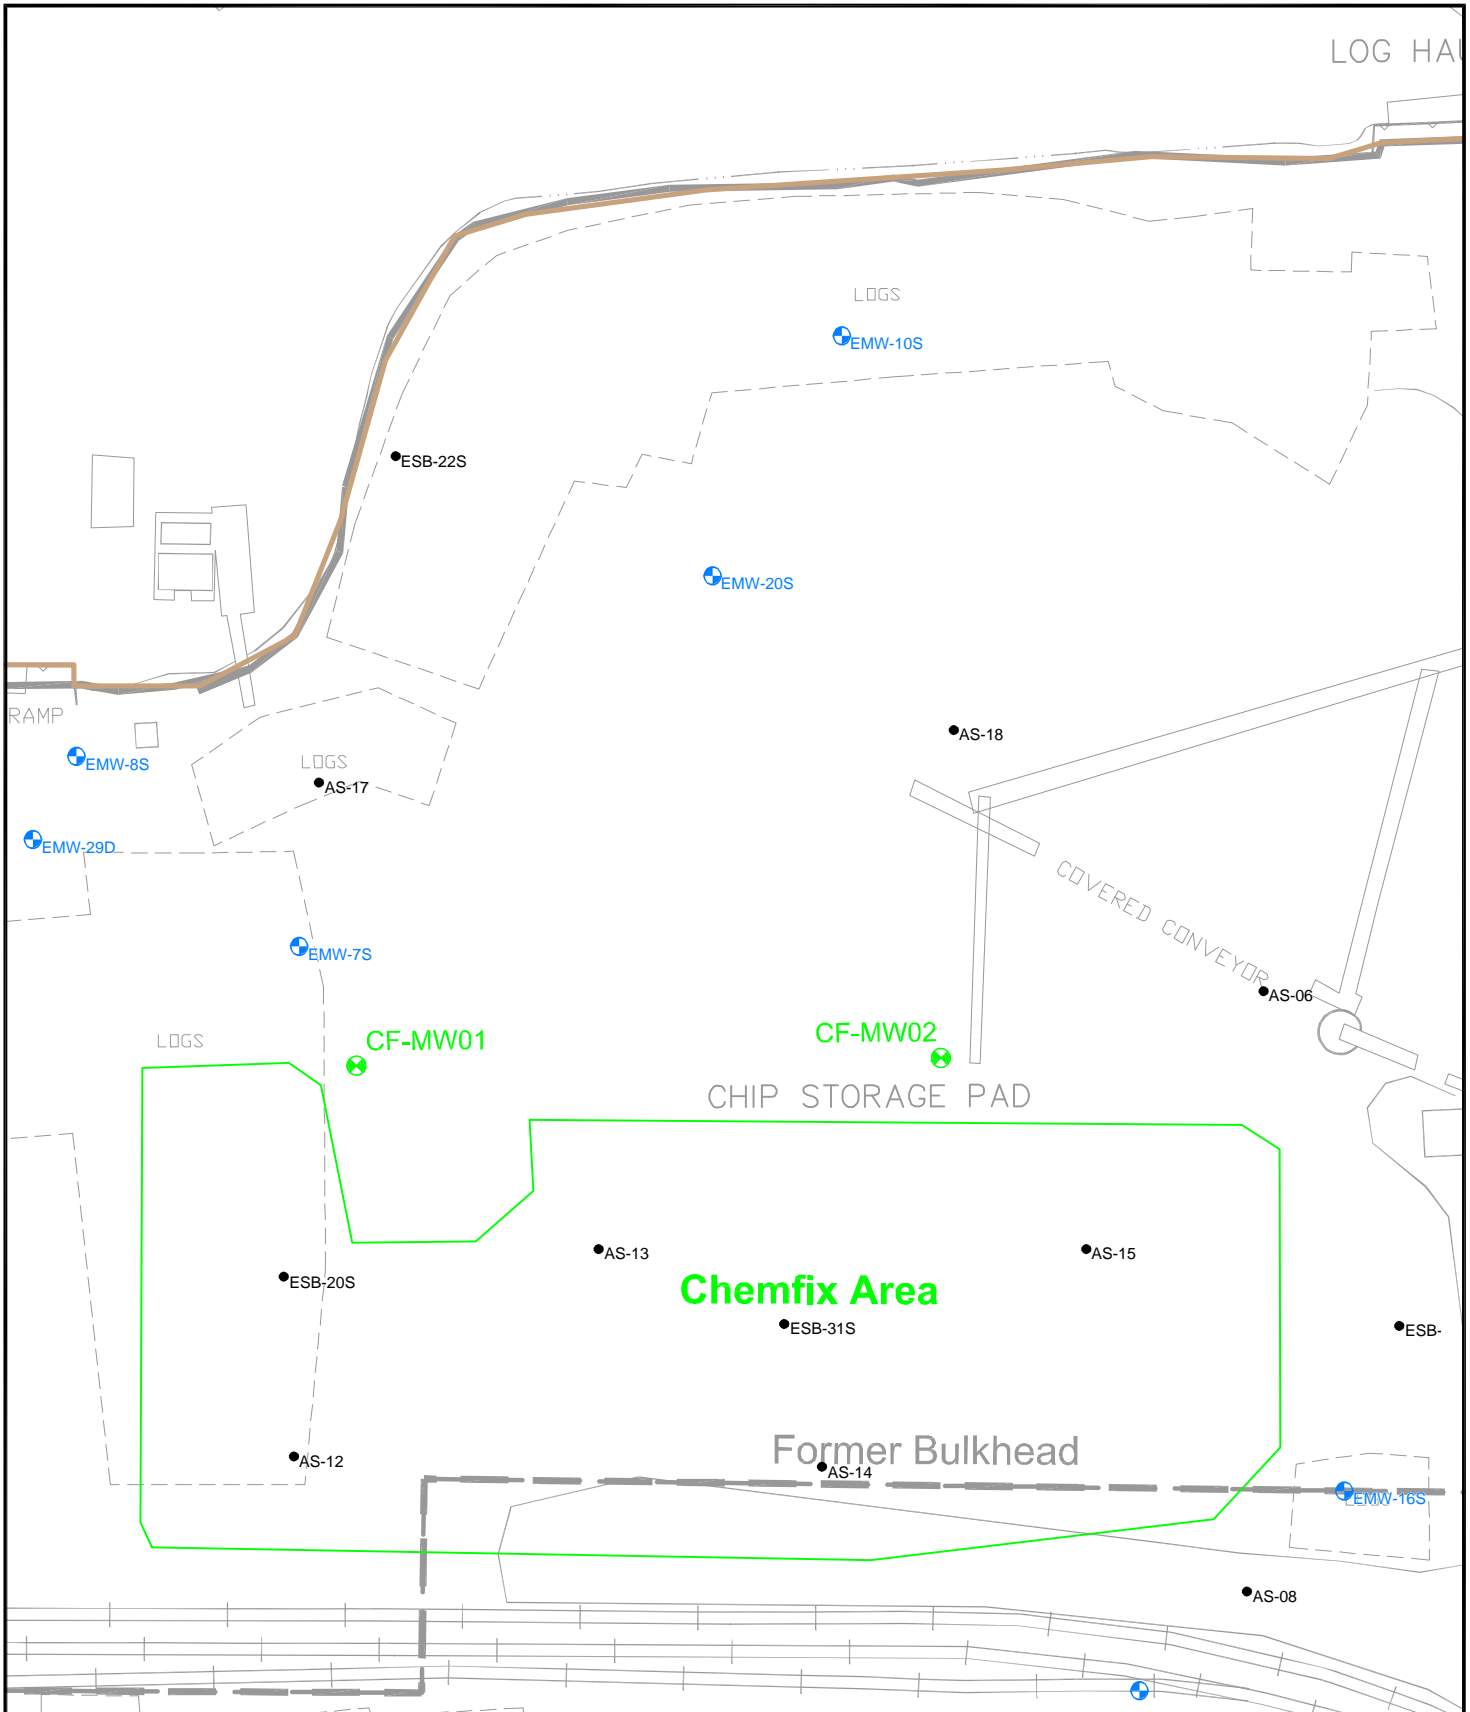 LOG HAU
LOGS
EMW-10S
ESB-22S
EMW-20S
RAMP
AS-18
EMW-8S
LOGS
AS-17
EMW-29D
COVERED CONVEYOR
EMW-7S
AS-06
CF-MW01
CF-MW02
LOGS
CHIP STORAGE PAD
AS-13
AS-15
ESB-20S
Chemfix Area
ESB-31S
ESB-
Former Bulkhead
AS-12
AS-14
EMW-16S
LOGS
AS-08